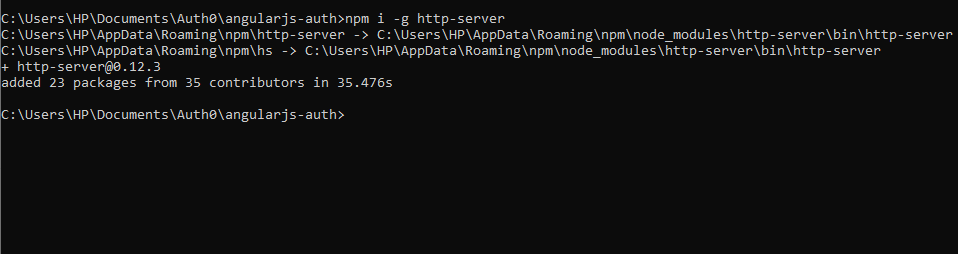 C:\Users\HP\Documents\Auth0\angularjs-auth>npm i -g http-server
C:\Users\HP\AppData\Roaming\npm\http-server -> C:\Users\HP\AppData\Roaming\npm\node_modules\http-server\bin\http-server
C:\Users\HP\AppData\Roaming\npm\hs -> C:\Users\HP\AppData\Roaming\npm\node_modules\http-server\bin\http-server
+ http-server@0.12.3
added 23 packages from 35 contributors in 35.476s
C:\Users\HP\Documents\Auth0\angularjs-auth>